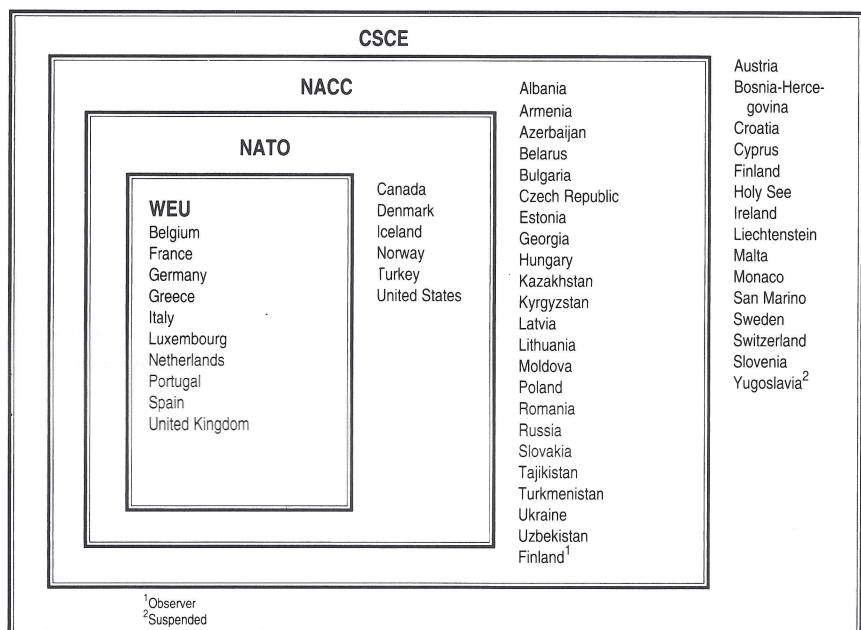 CSCE
NACC
NATO
WEU
Belgium
France
Germany
Greece
Italy
Luxembourg
Netherlands
Portugal
Spain
United Kingdom
Canada
Denmark
Iceland
Norway
Turkey
United States
Albania
Armenia
Azerbaijan
Belarus
Bulgaria
Czech Republic
Estonia
Georgia
Hungary
Kazakhstan
Kyrgyzstan
Latvia
Lithuania
Moldova
Poland
Romania
Russia
Slovakia
Tajikistan
Turkmenistan
Ukraine
Uzbekistan
Finland¹
Austria
Bosnia-Herce-
govina
Croatia
Cyprus
Finland
Holy See
Ireland
Liechtenstein
Malta
Monaco
San Marino
Sweden
Switzerland
Slovenia
Yugoslavia²
¹Observer
²Suspended